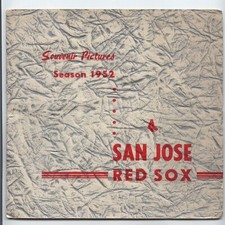 Souvenir Pictures
Season 1952
SAN JOSE
RED SOX